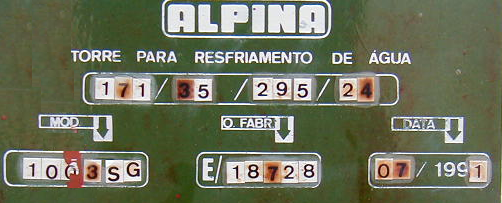 ALPINA
TORRE PARA RESFRIAMENTO DE ÁGUA
171/35/295/24
MOD. O. FABR. DATA
1003SG E/18728 07/1991